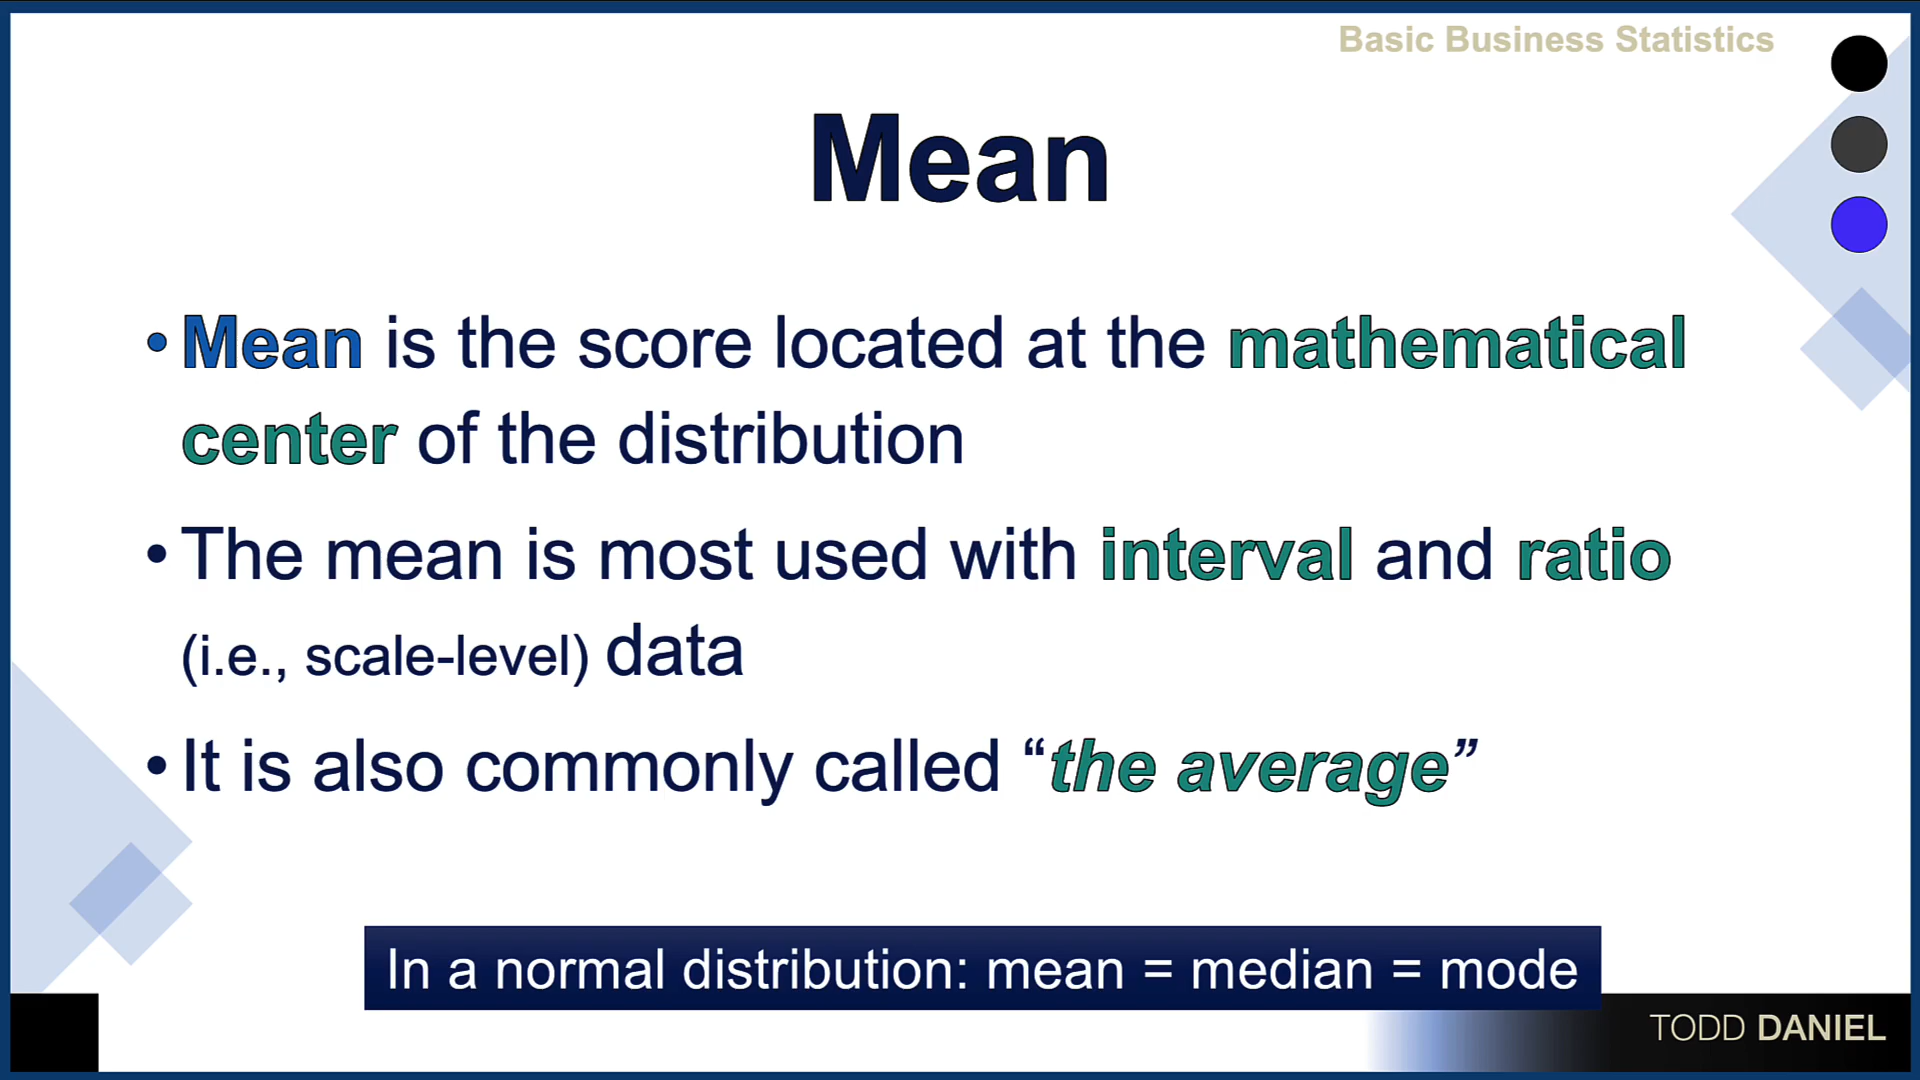 Basic Business Statistics
Mean
•Mean is the score located at the mathematical
center of the distribution
•The mean is most used with interval and ratio
(i.e., scale-level) data
•It is also commonly called “the average”
In a normal distribution: mean = median = mode
TODD DANIEL